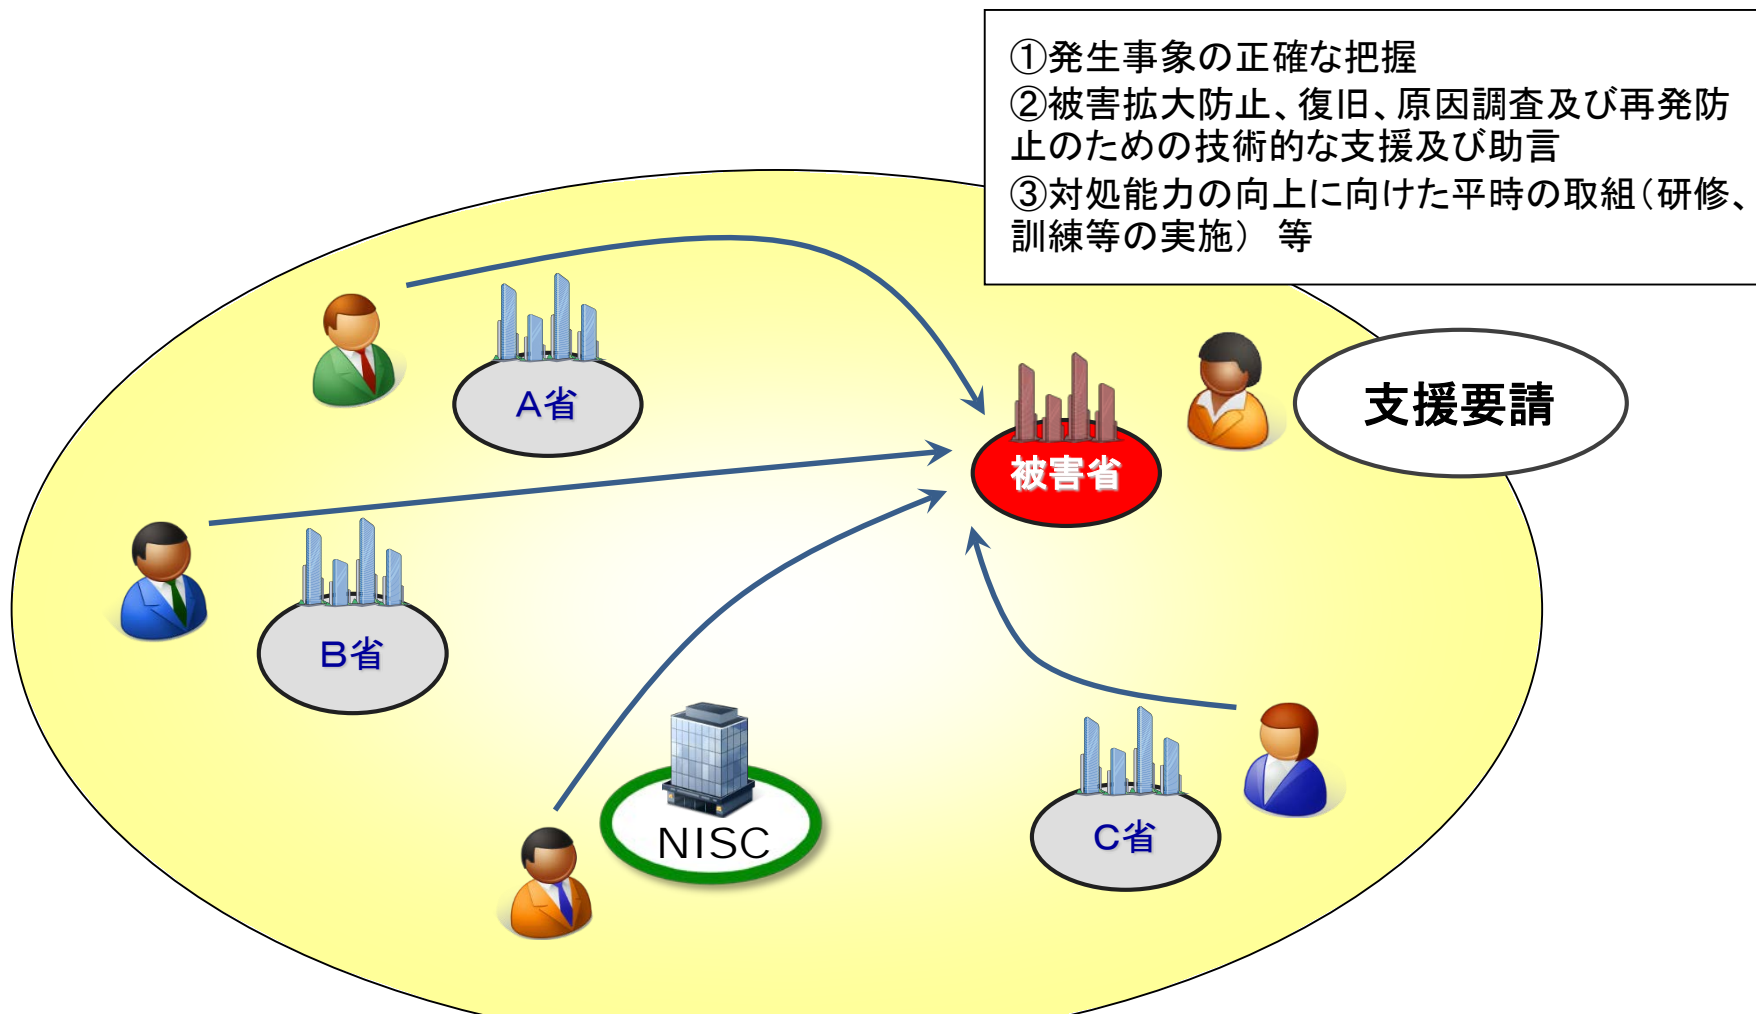 ①発生事象の正確な把握
②被害拡大防止、復旧、原因調査及び再発防
止のための技術的な支援及び助言
③対処能力の向上に向けた平時の取組（研修、
訓練等の実施） 等
A省
支援要請
被害省
B省
NISC
C省